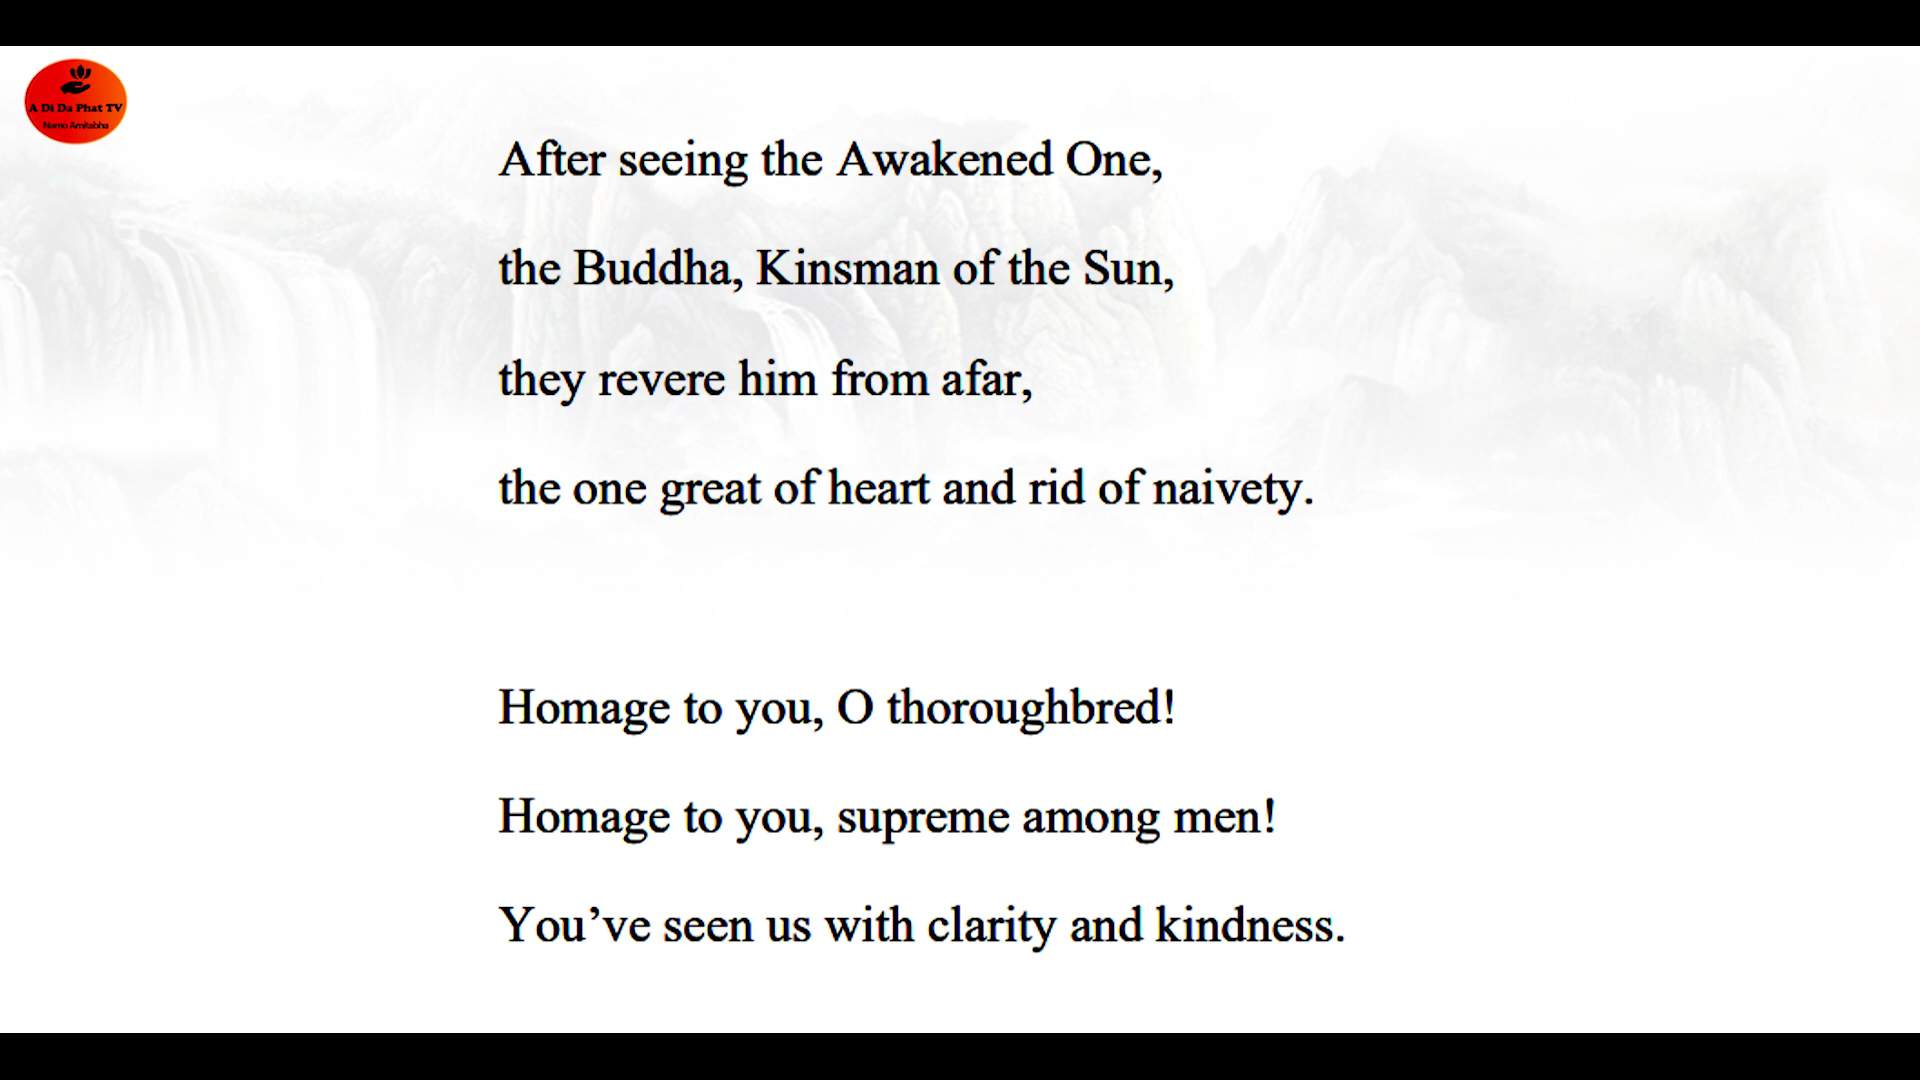 A Di Da Phat TV
Namo Amitabha
After seeing the Awakened One,
the Buddha, Kinsman of the Sun,
they revere him from afar,
the one great of heart and rid of naivety.
Homage to you, O thoroughbred!
Homage to you, supreme among men!
You’ve seen us with clarity and kindness.